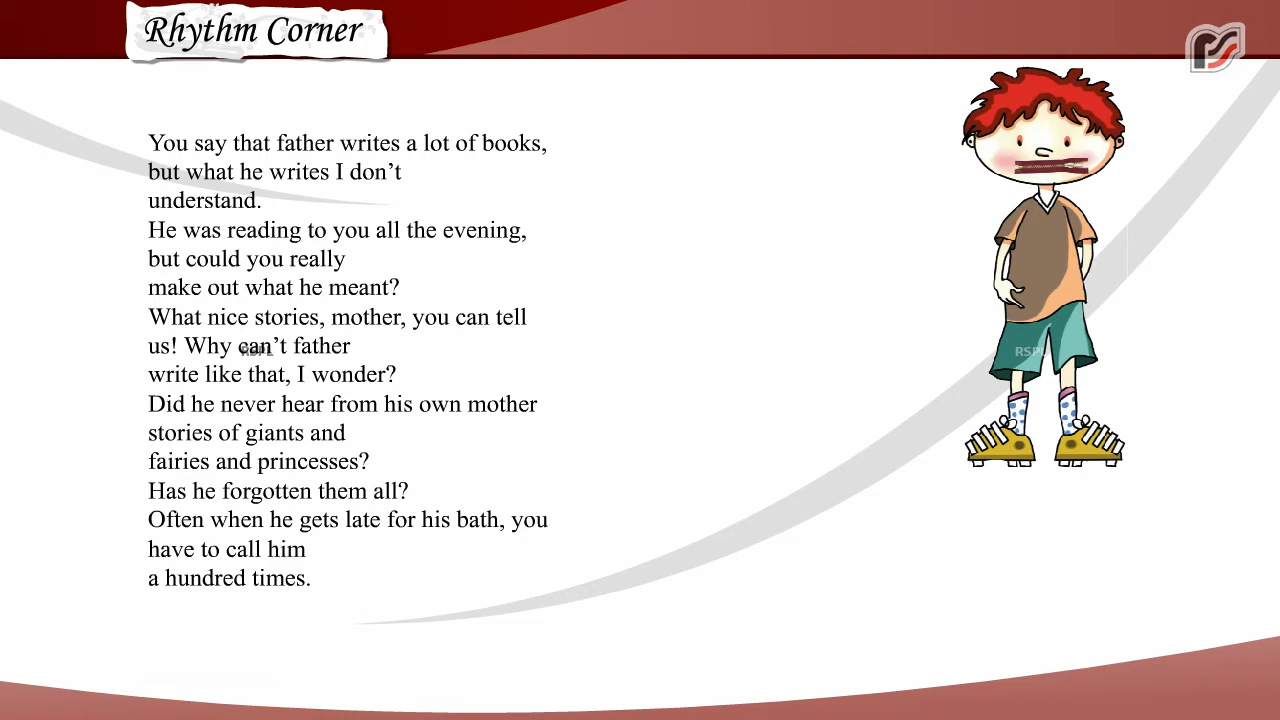 Rhythm Corner
You say that father writes a lot of books,
but what he writes I don’t
understand.
He was reading to you all the evening,
but could you really
make out what he meant?
What nice stories, mother, you can tell
us! Why can’t father
write like that, I wonder?
Did he never hear from his own mother
stories of giants and
fairies and princesses?
Has he forgotten them all?
Often when he gets late for his bath, you
have to call him
a hundred times.
RSPL
RSPL